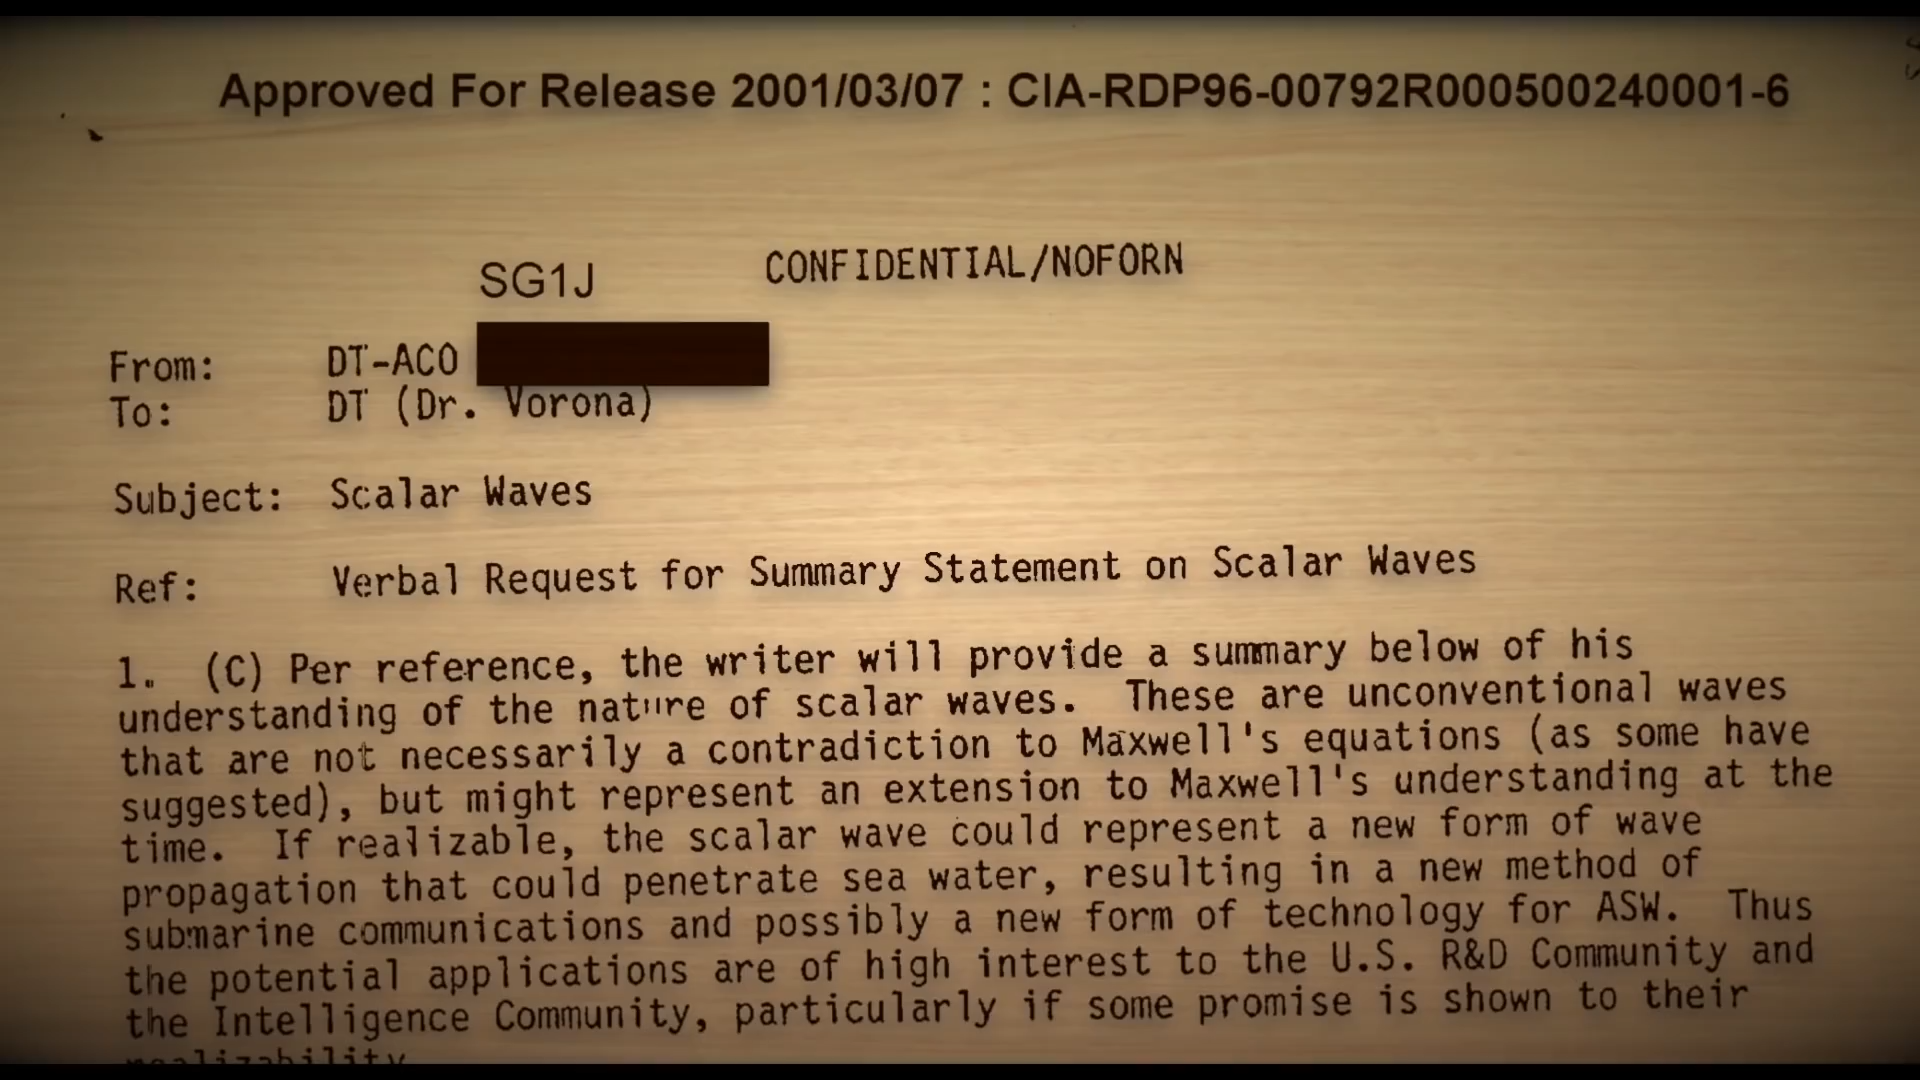 Approved For Release 2001/03/07 : CIA-RDP96-00792R000500240001-6
SG1J
CONFIDENTIAL/NOFORN
From: DT-ACO
To: DT (Dr. Vorona)
Subject: Scalar Waves
Ref: Verbal Request for Summary Statement on Scalar Waves
1. (C) Per reference, the writer will provide a summary below of his
understanding of the nature of scalar waves. These are unconventional waves
that are not necessarily a contradiction to Maxwell's equations (as some have
suggested), but might represent an extension to Maxwell's understanding at the
time. If realizable, the scalar wave could represent a new form of wave
propagation that could penetrate sea water, resulting in a new method of
submarine communications and possibly a new form of technology for ASW. Thus
the potential applications are of high interest to the U.S. R&D Community and
the Intelligence Community, particularly if some promise is shown to their
realizability.